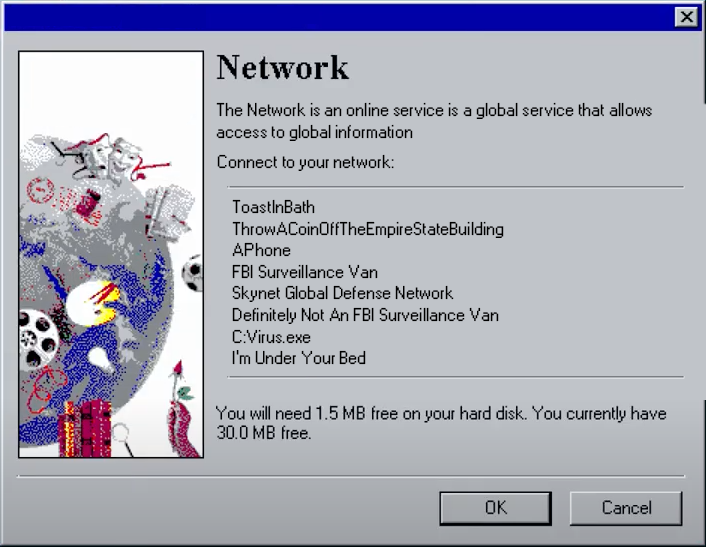 Network
The Network is an online service is a global service that allows
access to global information
Connect to your network:
ToastInBath
ThrowACoinOffTheEmpireStateBuilding
APhone
FBI Surveillance Van
Skynet Global Defense Network
Definitely Not An FBI Surveillance Van
C:Virus.exe
I'm Under Your Bed
You will need 1.5 MB free on your hard disk. You currently have
30.0 MB free.
OK
Cancel